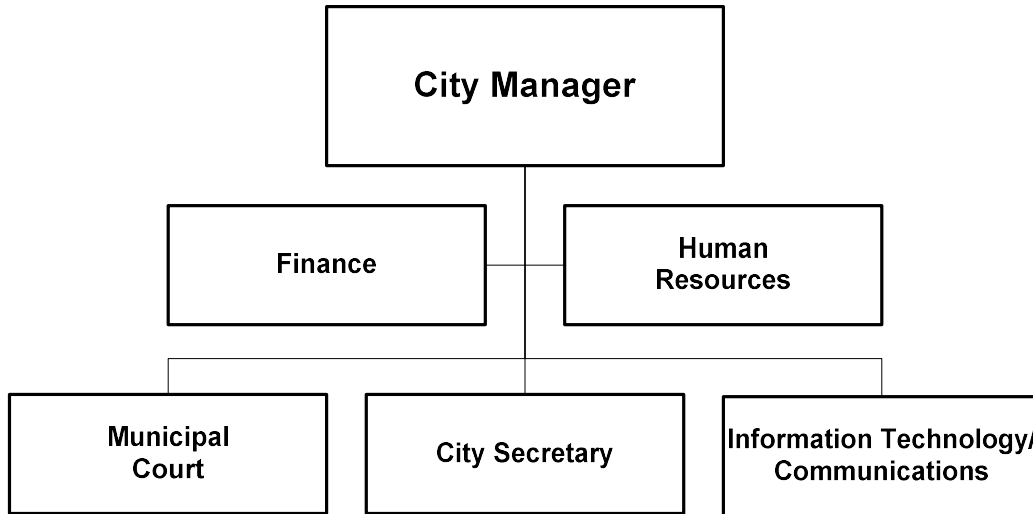 City Manager
Finance
Human
Resources
Municipal
Court
City Secretary
Information Technology/
Communications